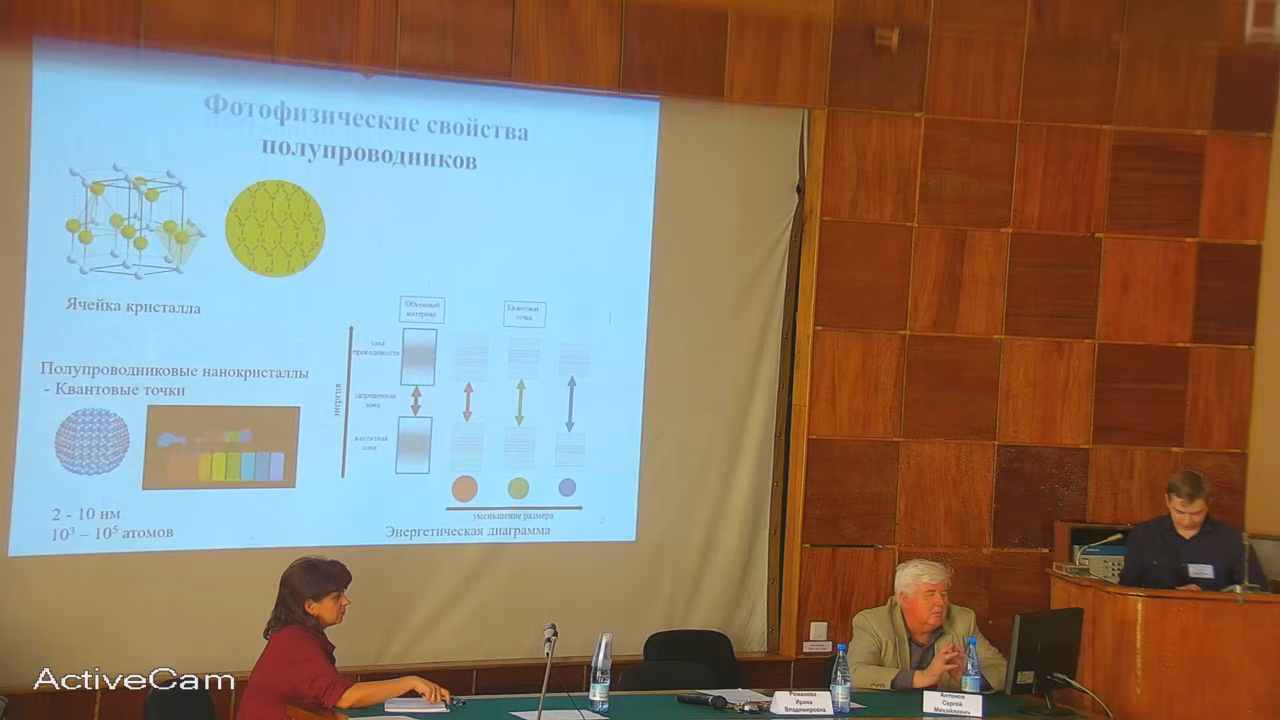 Фотофизические свойства
полупроводников
Ячейка кристалла
Объемный
материал
Квантовая
точка
зона
проводимости
запрещенная
зона
валентная
зона
энергия
Полупроводниковые нанокристаллы
- Квантовые точки
2 - 10 нм
10³ – 10⁵ атомов
уменьшение размера
Энергетическая диаграмма
2
Романова
Ирина
Владимировна
Антонов
Сергей
Михайлович
ActiveCam